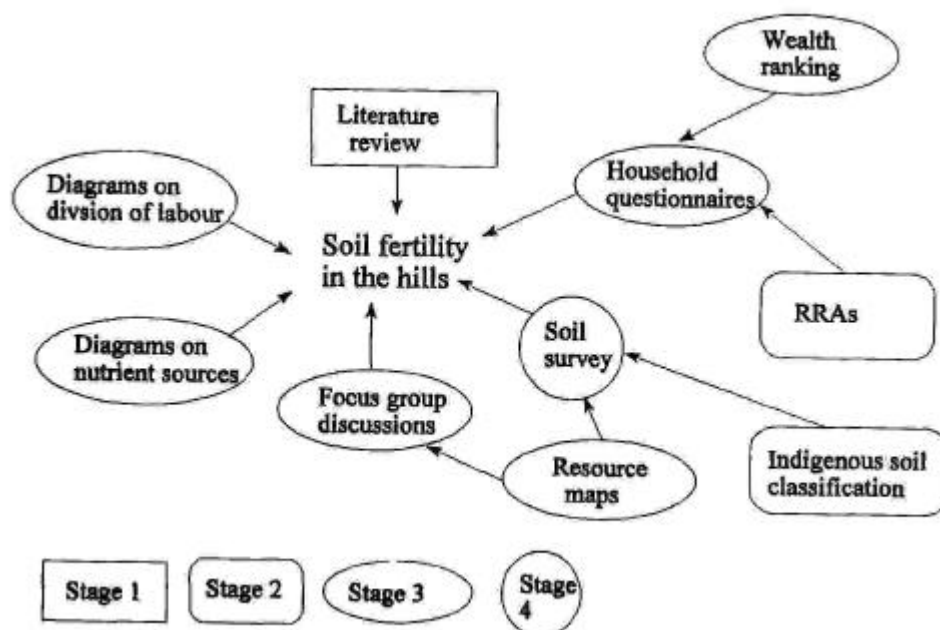 Wealth
ranking
Literature
review
Household
questionnaires
Diagrams on
divsion of labour
Soil fertility
in the hills
RRAs
Soil
survey
Diagrams on
nutrient sources
Focus group
discussions
Resource
maps
Indigenous soil
classification
Stage 1
Stage 2
Stage 3
Stage
4